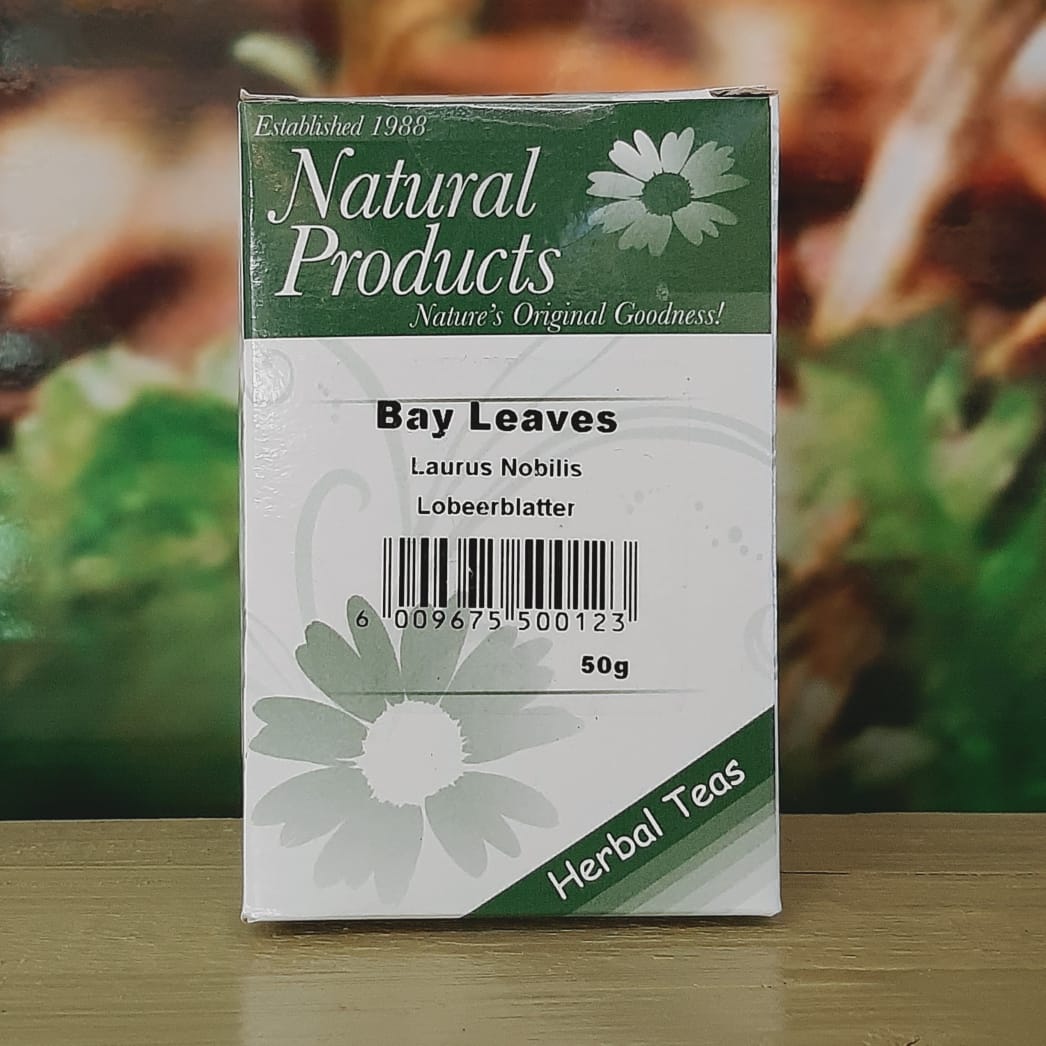 Established 1988
Natural
Products
Nature's Original Goodness!
Bay Leaves
Laurus Nobilis
Lobeerblatter
6 009675 500123
50g
Herbal Teas